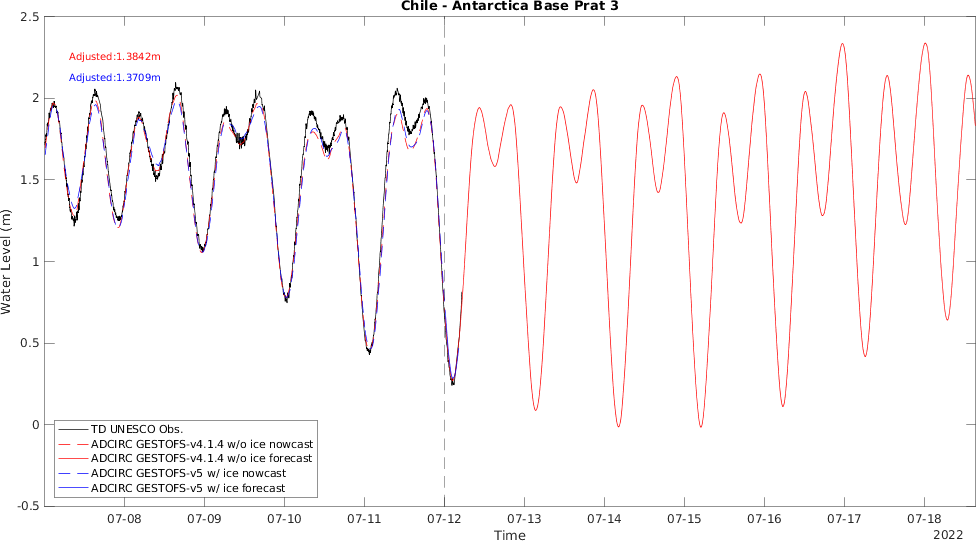 Chile - Antarctica Base Prat 3
2.5
Adjusted:1.3842m
Adjusted:1.3709m
2
1.5
1
0.5
0
-0.5
Water Level (m)
TD UNESCO Obs.
ADCIRC GESTOFS-v4.1.4 w/o ice nowcast
ADCIRC GESTOFS-v4.1.4 w/o ice forecast
ADCIRC GESTOFS-v5 w/ ice nowcast
ADCIRC GESTOFS-v5 w/ ice forecast
07-08 07-09 07-10 07-11 07-12 07-13 07-14 07-15 07-16 07-17 07-18
Time
2022